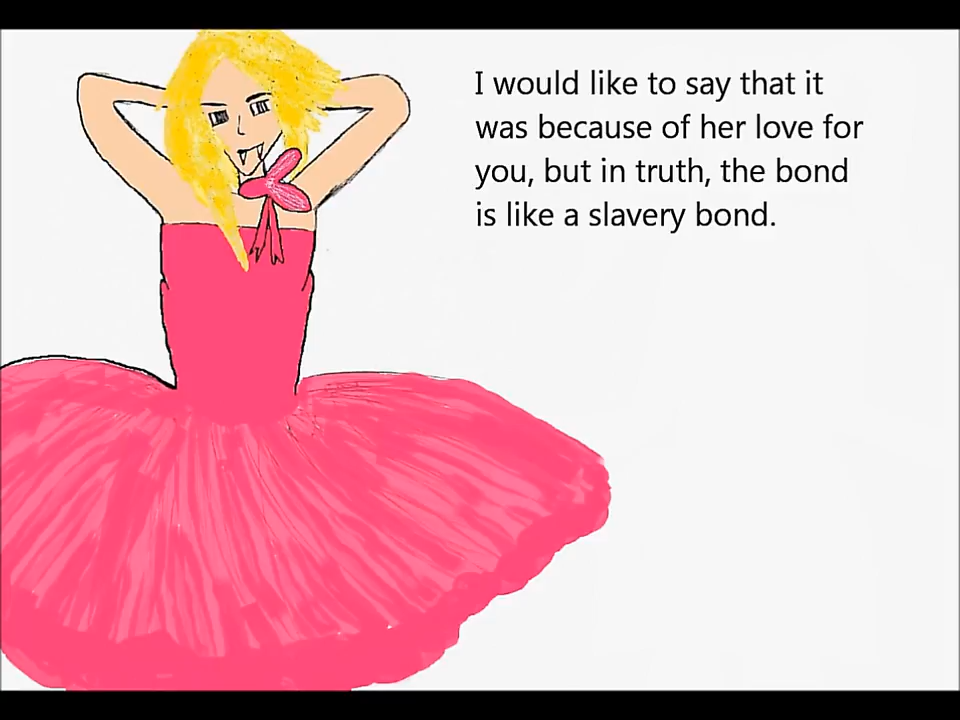 I would like to say that it
was because of her love for
you, but in truth, the bond
is like a slavery bond.